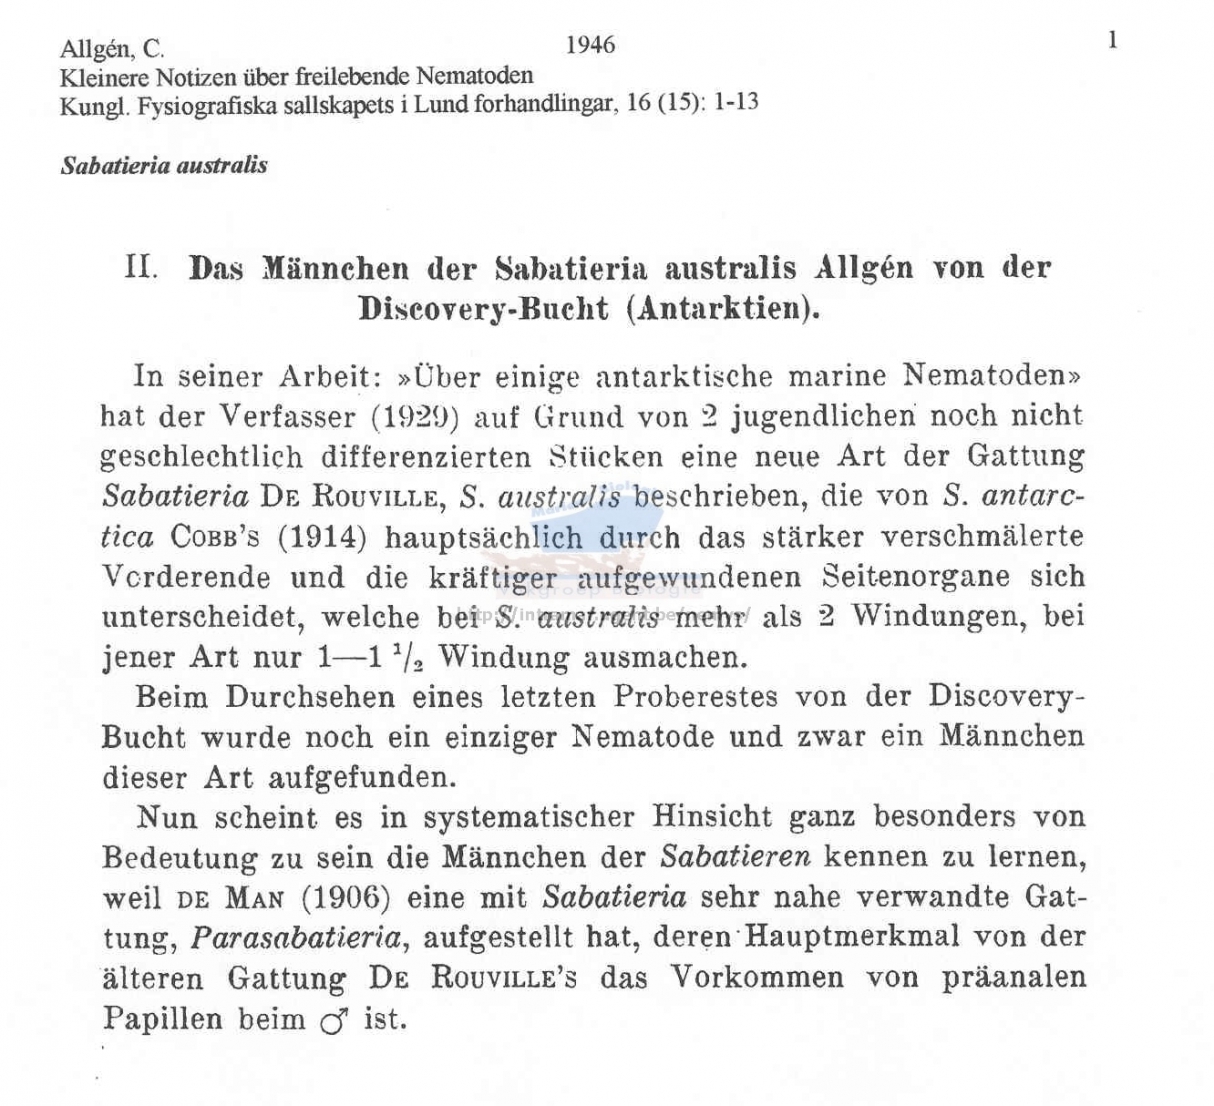 Allgén, C.
1946
1
Kleinere Notizen über freilebende Nematoden
Kungl. Fysiografiska sallskapets i Lund forhandlingar, 16 (15): 1-13
Sabatieria australis
II. Das Männchen der Sabatieria australis Allgén von der
Discovery-Bucht (Antarktien).
In seiner Arbeit: »Über einige antarktische marine Nematoden»
hat der Verfasser (1929) auf Grund von 2 jugendlichen noch nicht
geschlechtlich differenzierten Stücken eine neue Art der Gattung
Sabatieria DE ROUVILLE, S. australis beschrieben, die von S. antarc-
tica COBB'S (1914) hauptsächlich durch das stärker verschmälerte
Vorderende und die kräftiger aufgewundenen Seitenorgane sich
unterscheidet, welche bei S. australis mehr als 2 Windungen, bei
jener Art nur 1—1 1/2 Windung ausmachen.
Beim Durchsehen eines letzten Proberestes von der Discovery-
Bucht wurde noch ein einziger Nematode und zwar ein Männchen
dieser Art aufgefunden.
Nun scheint es in systematischer Hinsicht ganz besonders von
Bedeutung zu sein die Männchen der Sabatieren kennen zu lernen,
weil DE MAN (1906) eine mit Sabatieria sehr nahe verwandte Gat-
tung, Parasabatieria, aufgestellt hat, deren Hauptmerkmal von der
älteren Gattung DE ROUVILLE'S das Vorkommen von präanalen
Papillen beim ♂ ist.